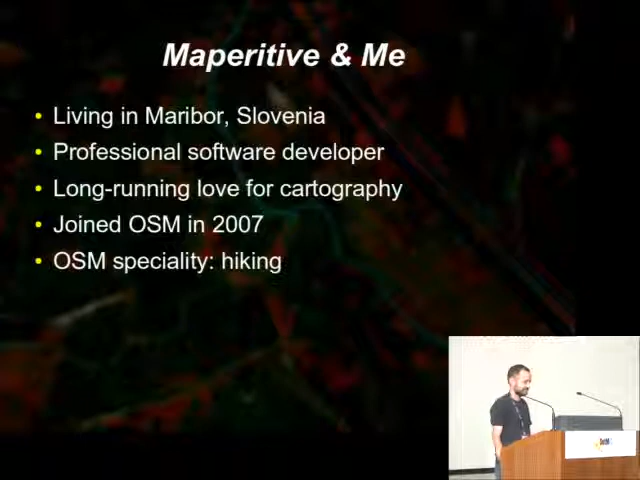 Maperitive & Me
• Living in Maribor, Slovenia
• Professional software developer
• Long-running love for cartography
• Joined OSM in 2007
• OSM speciality: hiking